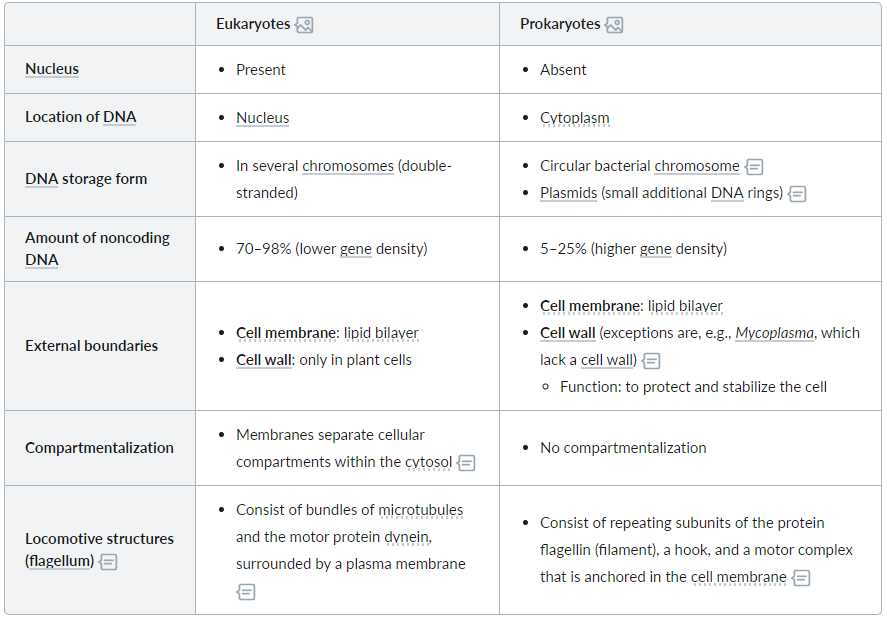 Eukaryotes
Prokaryotes
Nucleus
Present
Absent
Location of DNA
Nucleus
Cytoplasm
DNA storage form
In several chromosomes (double-
stranded)
Circular bacterial chromosome
Plasmids (small additional DNA rings)
Amount of noncoding
DNA
70–98% (lower gene density)
5–25% (higher gene density)
External boundaries
Cell membrane: lipid bilayer
Cell wall: only in plant cells
Cell membrane: lipid bilayer
Cell wall (exceptions are, e.g., Mycoplasma, which
lack a cell wall)
Function: to protect and stabilize the cell
Compartmentalization
Membranes separate cellular
compartments within the cytosol
No compartmentalization
Locomotive structures
(flagellum)
Consist of bundles of microtubules
and the motor protein dynein,
surrounded by a plasma membrane
Consist of repeating subunits of the protein
flagellin (filament), a hook, and a motor complex
that is anchored in the cell membrane